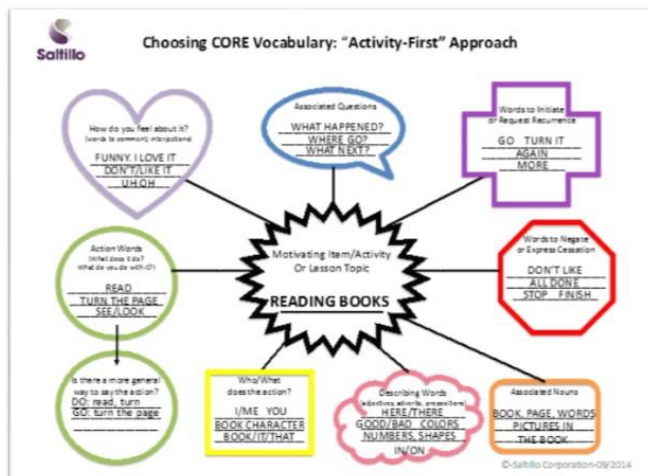 Saltillo
Choosing CORE Vocabulary: "Activity-First" Approach
How do you feel about it?
(words to comment, interjections)
FUNNY. I LOVE IT
DON'T/LIKE IT
UH OH
Associated Questions
WHAT HAPPENED?
WHERE GO?
WHAT NEXT?
Words to Initiate
or Request Recurrence
GO TURN IT
AGAIN
MORE
Action Words
(What does it do?
What do you do with it?)
READ
TURN THE PAGE
SEE/LOOK
Motivating Item/Activity
Or Lesson Topic
READING BOOKS
Words to Negate
or Express Cessation
DON'T LIKE
ALL DONE
STOP FINISH
Is there a more general
way to say the action?
DO: read, turn
GO: turn the page
Who/What
does the action?
I/ME YOU
BOOK CHARACTER
BOOK/IT/THAT
Describing Words
(adjectives, adverbs, prepositions)
HERE/THERE
GOOD/BAD COLORS
NUMBERS, SHAPES
IN/ON
Associated Nouns
BOOK, PAGE, WORDS
PICTURES IN
THE BOOK
©-Saltillo Corporation-09/2014